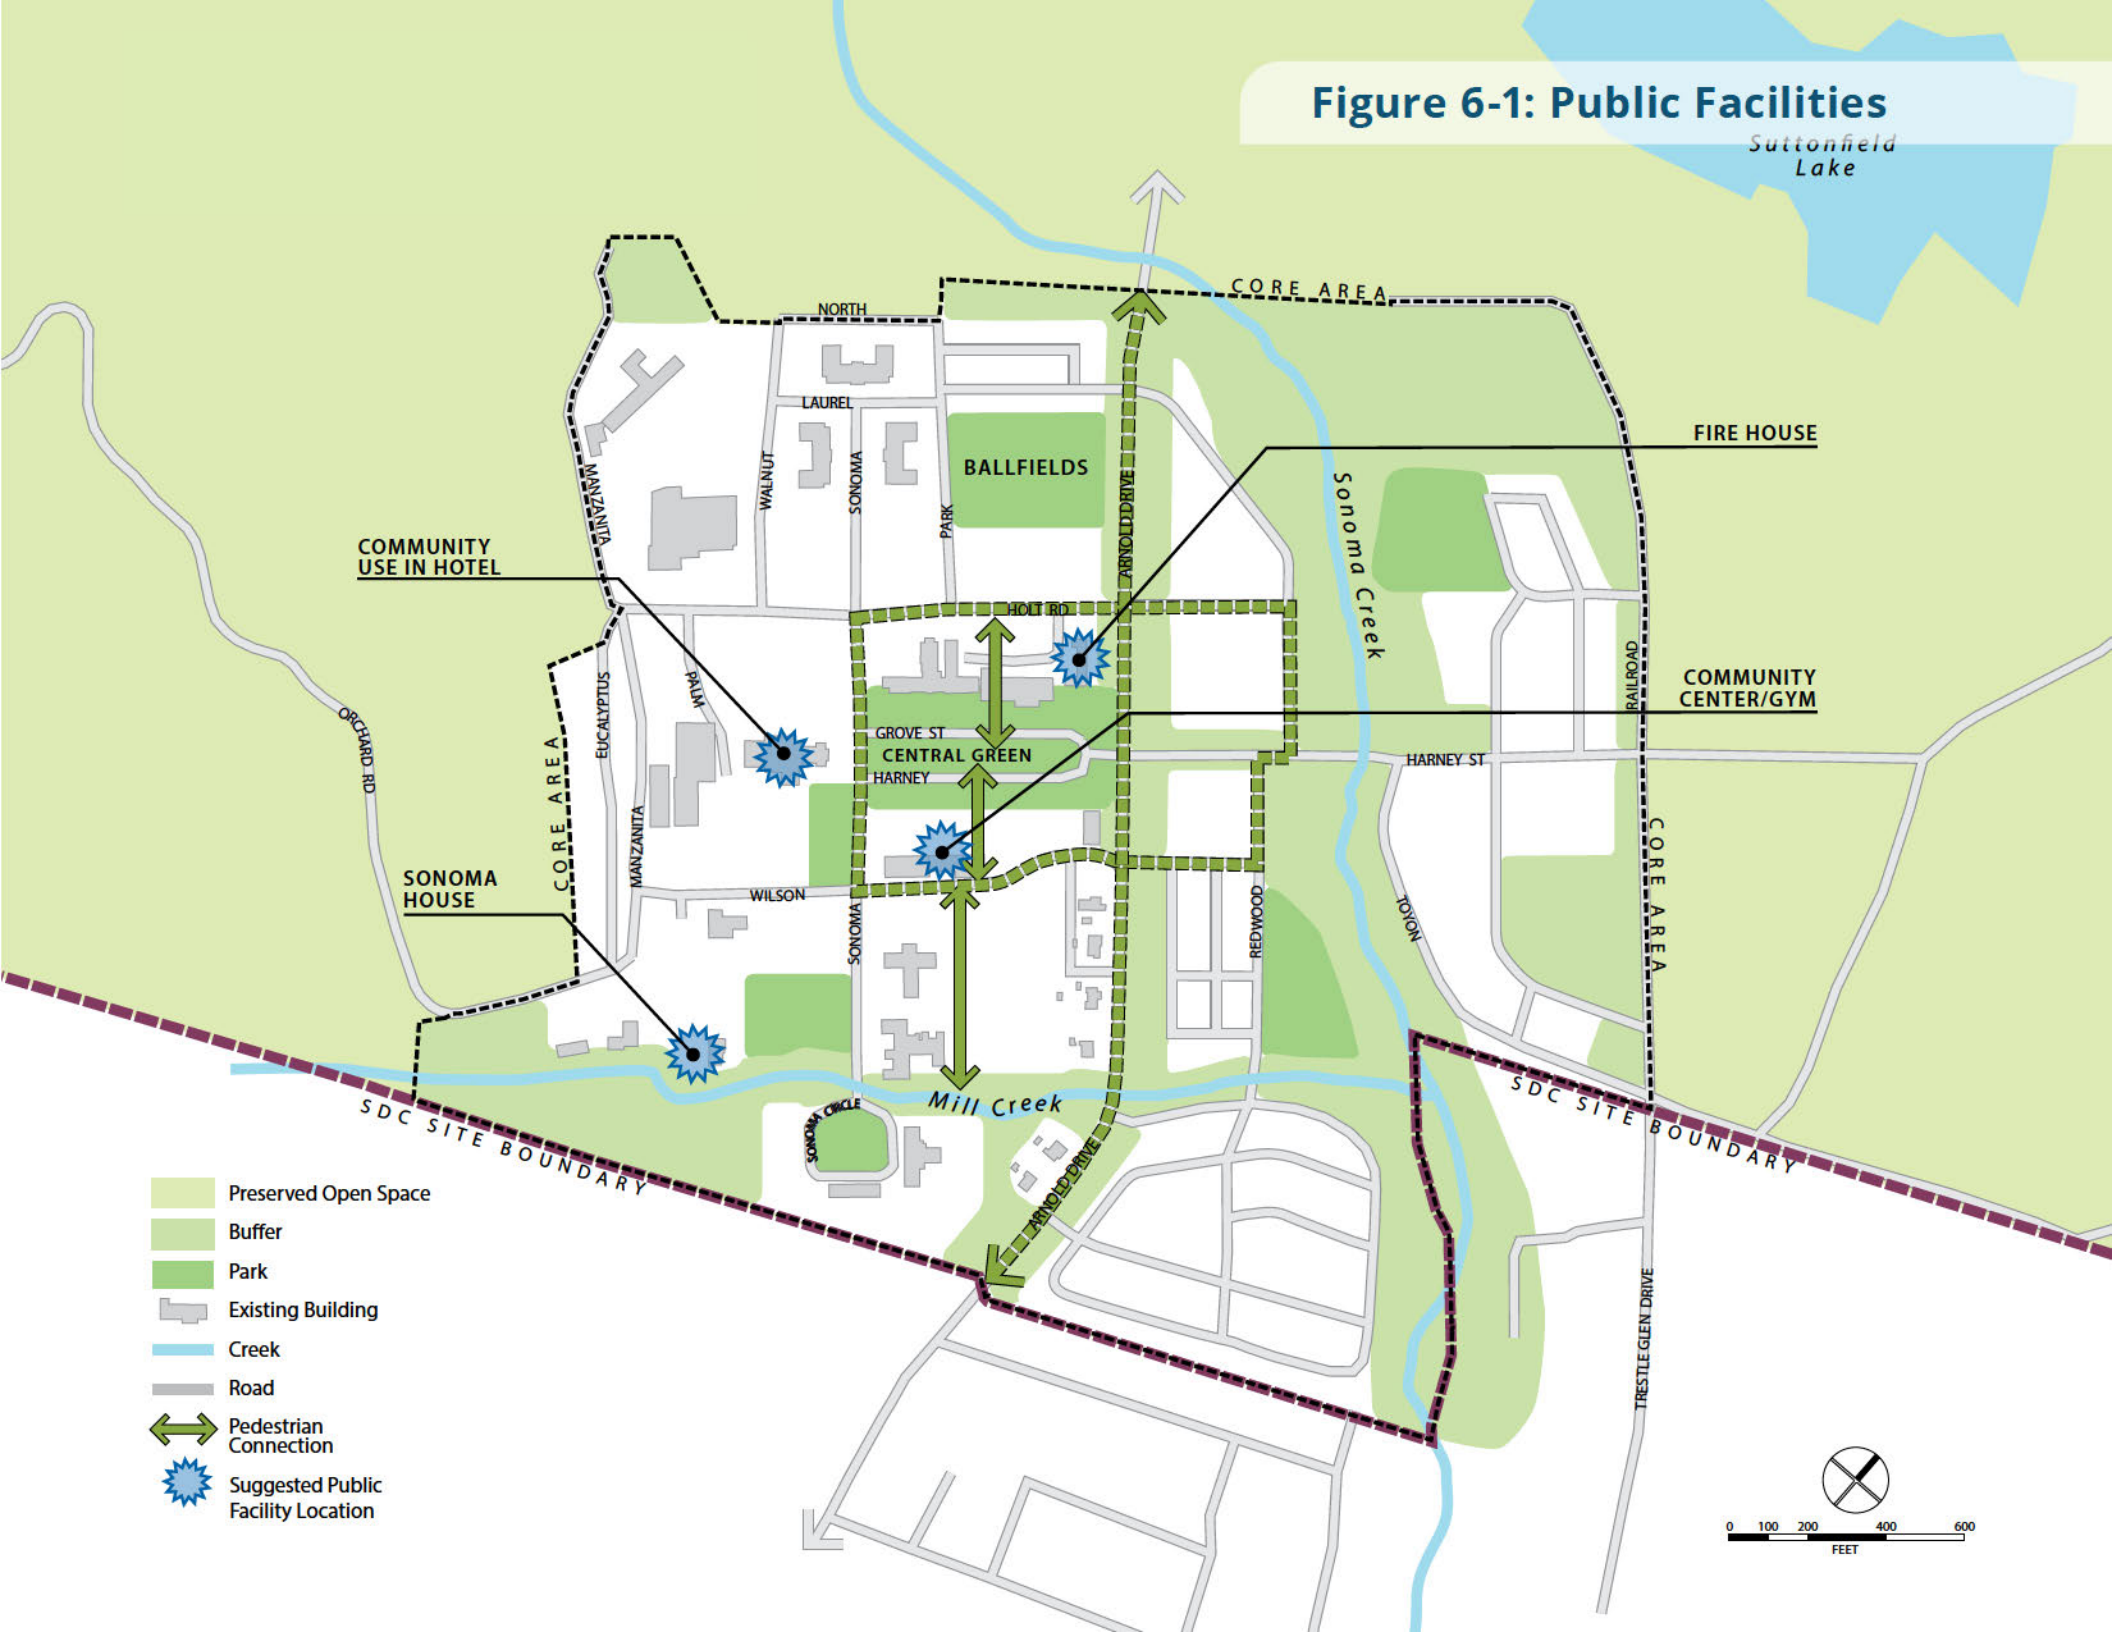 Figure 6-1: Public Facilities
Suttonfield
Lake
CORE AREA
NORTH
LAUREL
MANZANITA
WALNUT
SONOMA
PARK
BALLFIELDS
ARNOLD DRIVE
Sonoma Creek
FIRE HOUSE
COMMUNITY
USE IN HOTEL
HOLT RD
COMMUNITY
CENTER/GYM
RAILROAD
ORCHARD RD
CORE AREA
EUCALYPTUS
PALM
MANZANITA
GROVE ST
CENTRAL GREEN
HARNEY
HARNEY ST
CORE AREA
SONOMA
HOUSE
WILSON
SONOMA
REDWOOD
TOYON
Mill Creek
SONOMA CIRCLE
ARNOLD DRIVE
SDC SITE BOUNDARY
SDC SITE BOUNDARY
TRESTLE GLEN DRIVE
Preserved Open Space
Buffer
Park
Existing Building
Creek
Road
Pedestrian
Connection
Suggested Public
Facility Location
0 100 200 400 600
FEET